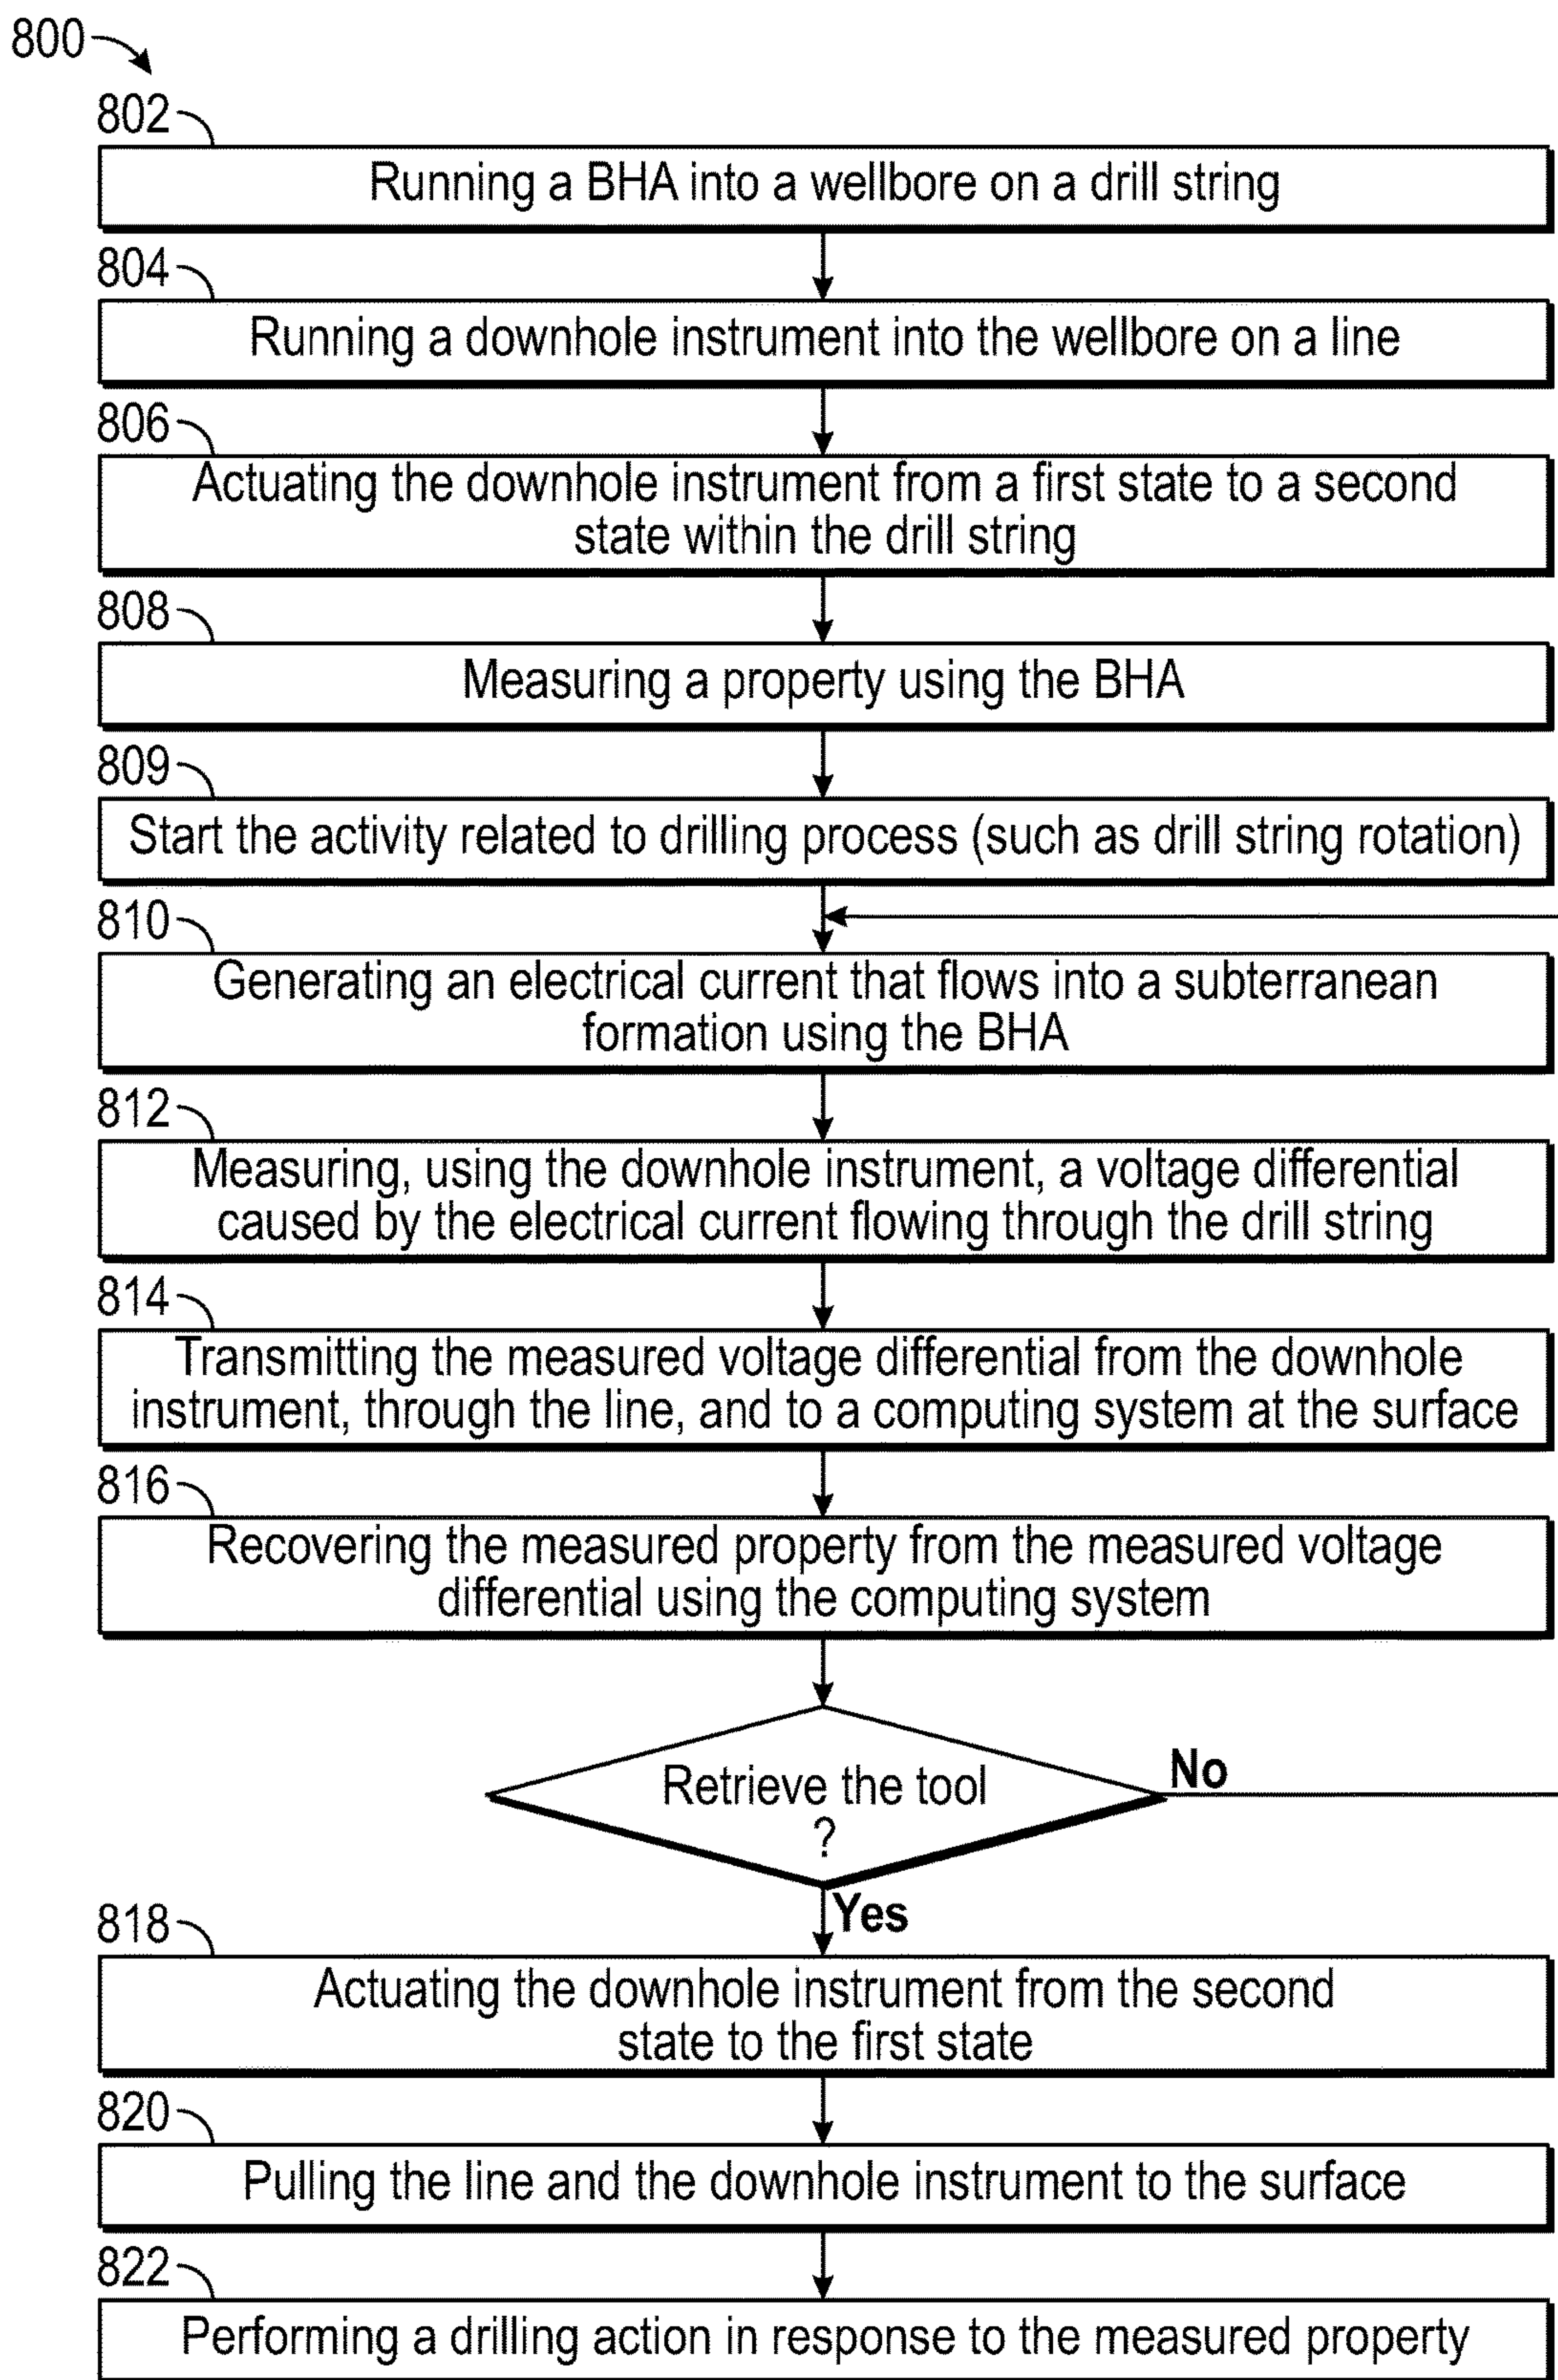 800
802
Running a BHA into a wellbore on a drill string
804
Running a downhole instrument into the wellbore on a line
806
Actuating the downhole instrument from a first state to a second
state within the drill string
808
Measuring a property using the BHA
809
Start the activity related to drilling process (such as drill string rotation)
810
Generating an electrical current that flows into a subterranean
formation using the BHA
812
Measuring, using the downhole instrument, a voltage differential
caused by the electrical current flowing through the drill string
814
Transmitting the measured voltage differential from the downhole
instrument, through the line, and to a computing system at the surface
816
Recovering the measured property from the measured voltage
differential using the computing system
Retrieve the tool
?
No
Yes
818
Actuating the downhole instrument from the second
state to the first state
820
Pulling the line and the downhole instrument to the surface
822
Performing a drilling action in response to the measured property